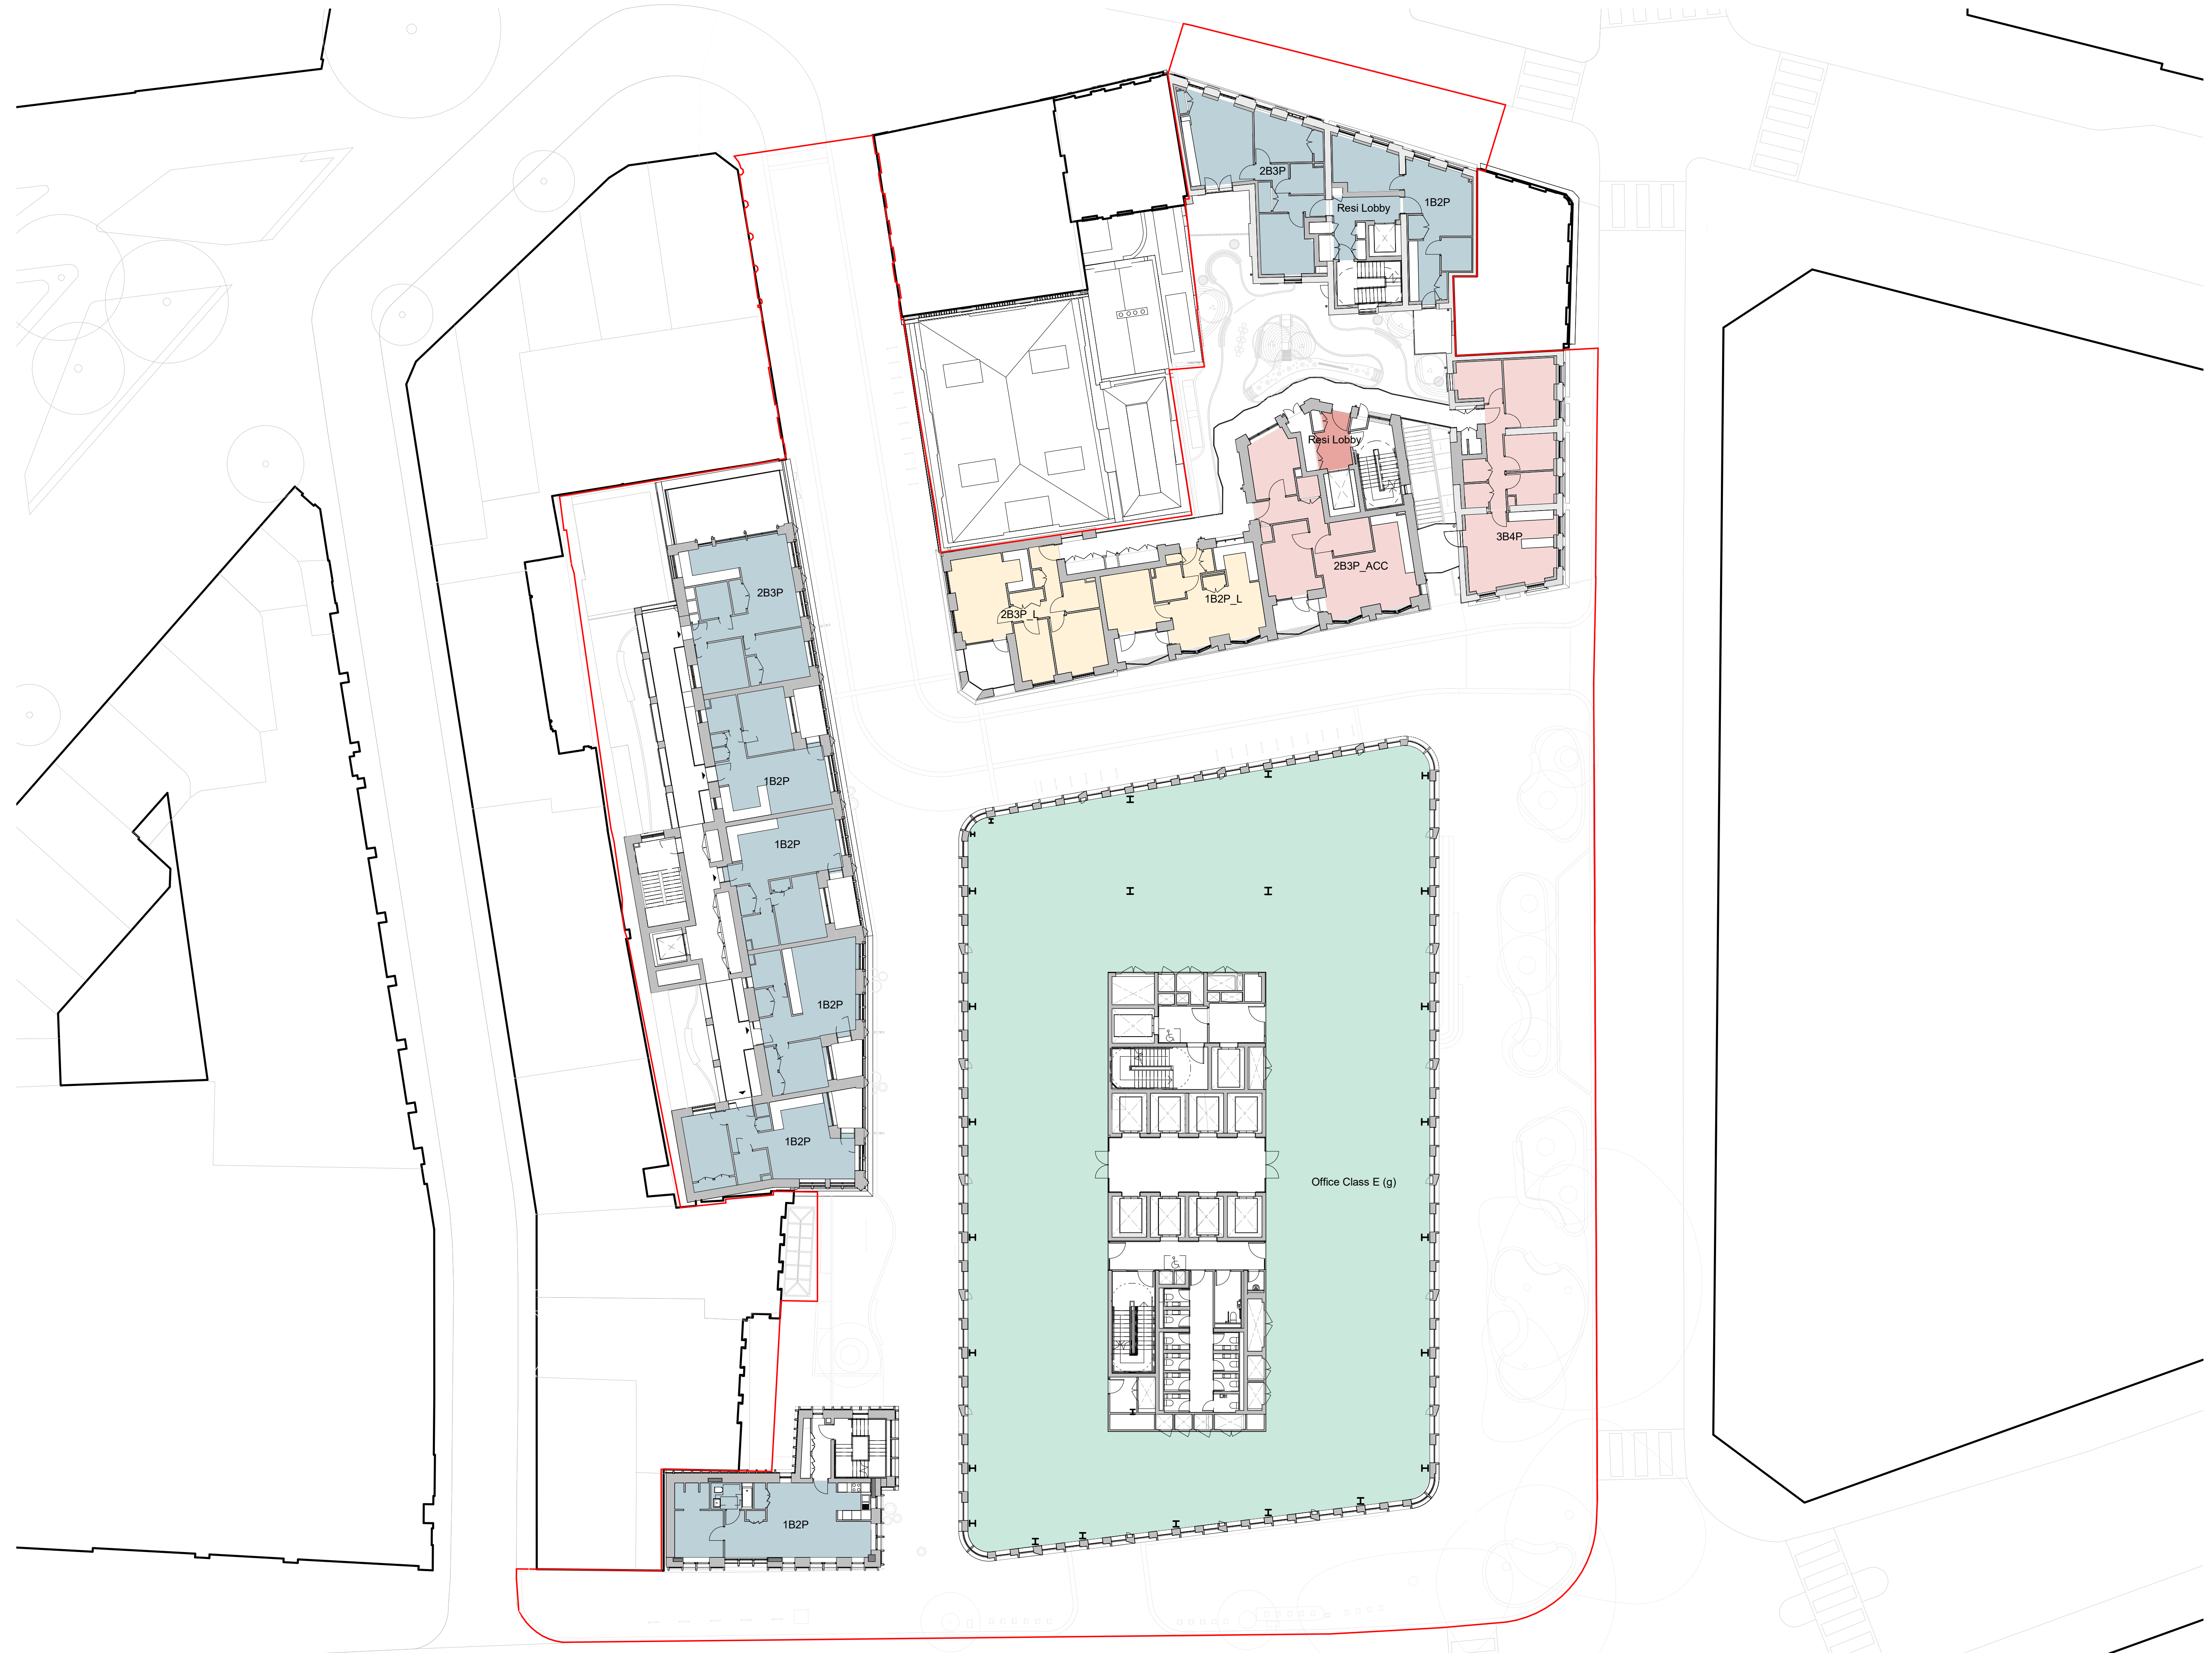 2B3P
Resi Lobby
1B2P
Resi Lobby
3B4P
2B3P_ACC
2B3P
1B2P_L
2B3P_L
1B2P
1B2P
1B2P
1B2P
Office Class E (g)
1B2P